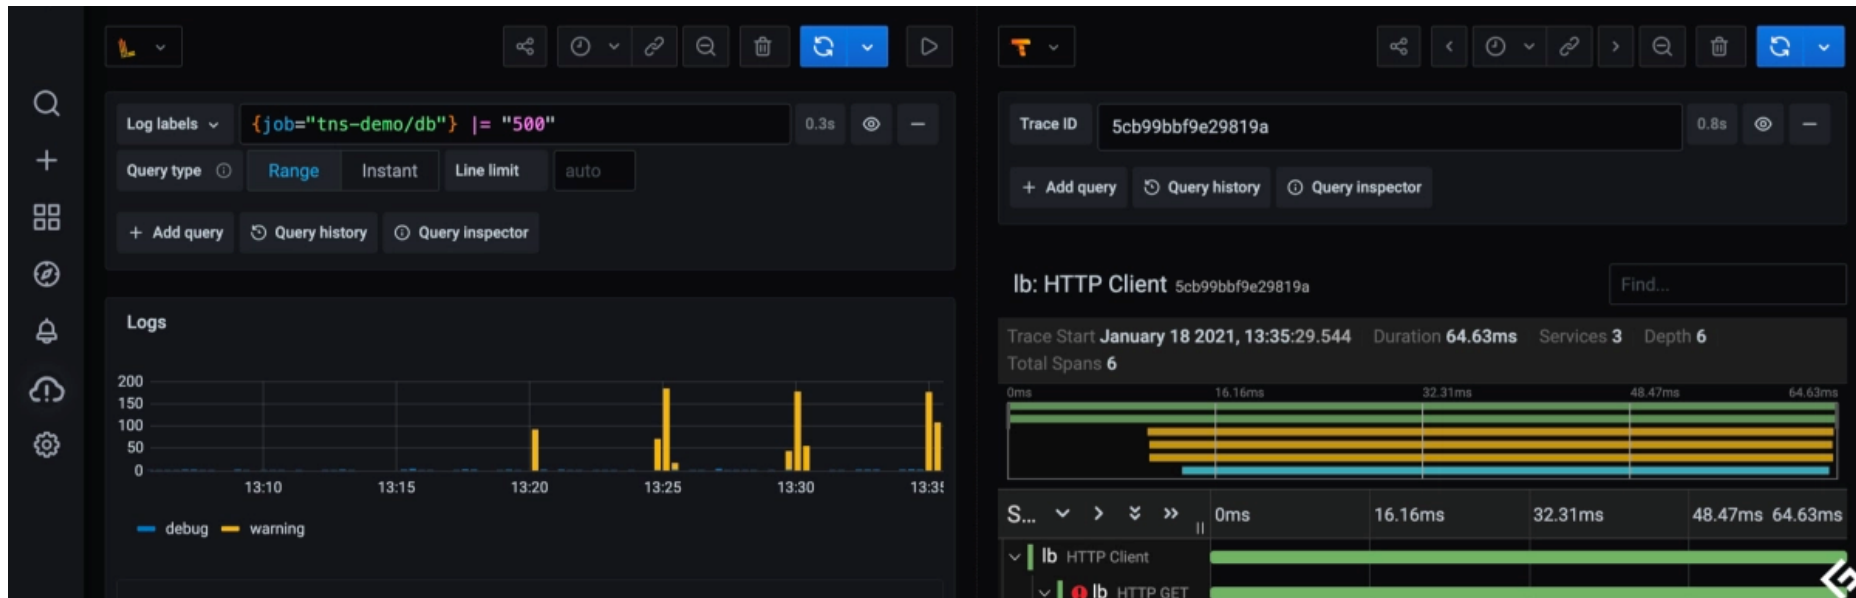 Log labels {job="tns-demo/db"} |= "500" 0.3s
Query type Range Instant Line limit auto
+ Add query Query history Query inspector
Logs
200
150
100
50
0
13:10 13:15 13:20 13:25 13:30 13:35
debug warning
Trace ID 5cb99bbf9e29819a 0.8s
+ Add query Query history Query inspector
lb: HTTP Client 5cb99bbf9e29819a Find...
Trace Start January 18 2021, 13:35:29.544 Duration 64.63ms Services 3 Depth 6
Total Spans 6
0ms 16.16ms 32.31ms 48.47ms 64.63ms
S... 0ms 16.16ms 32.31ms 48.47ms 64.63ms
lb HTTP Client
lb HTTP GET